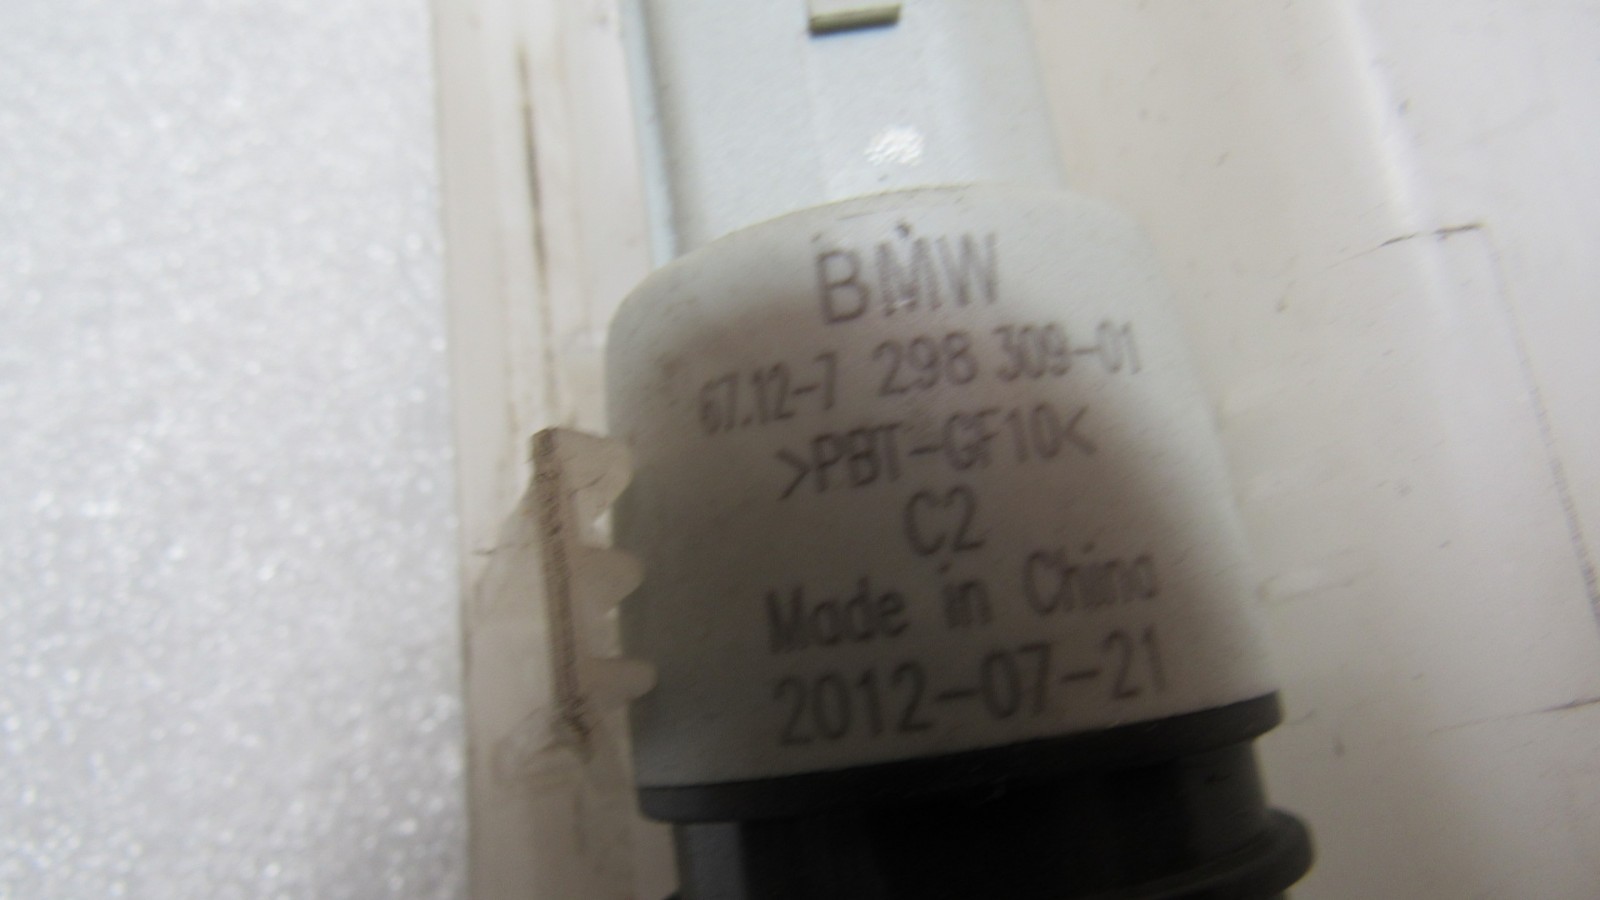 BMW
67.12-7 298 309-01
>PBT-GF10<
C2
Made in China
2012-07-21